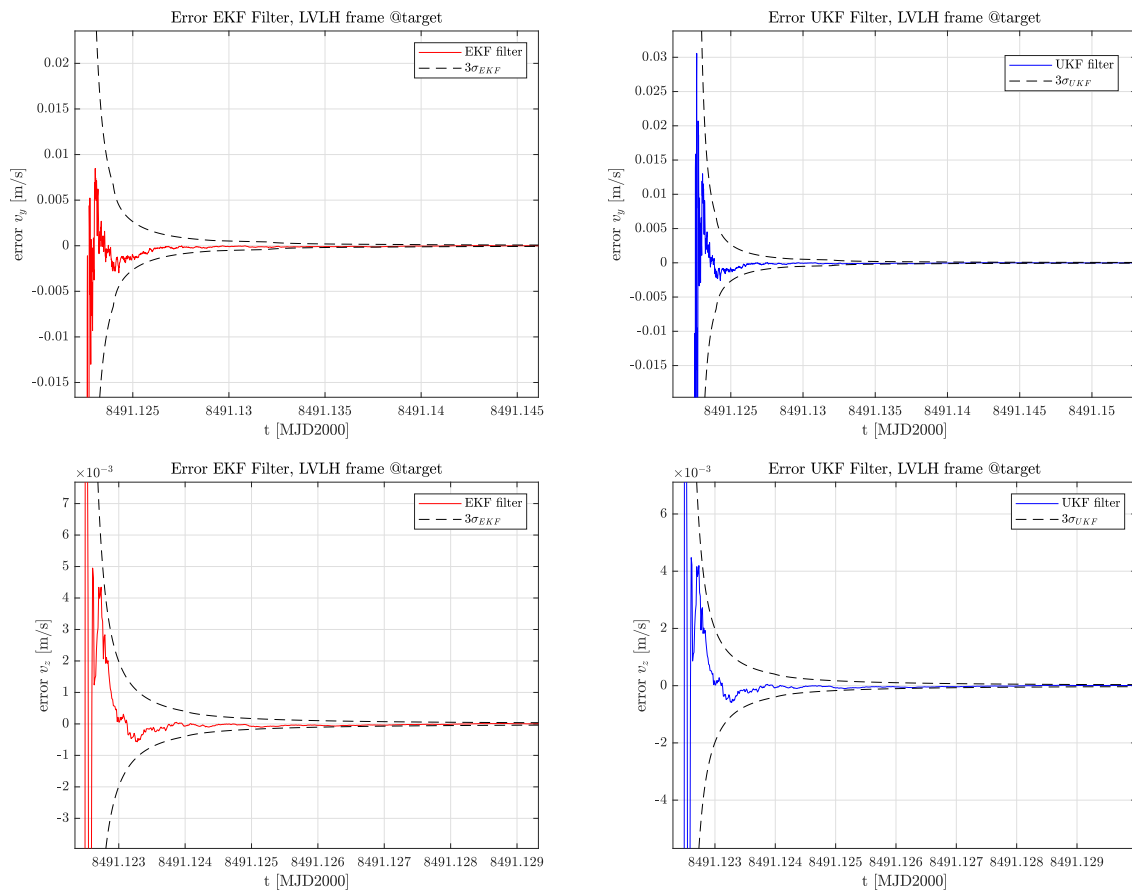 Error EKF Filter, LVLH frame @target
0.02
0.015
0.01
0.005
0
-0.005
-0.01
-0.015
error v_y [m/s]
EKF filter
3σ_EKF
8491.125 8491.13 8491.135 8491.14 8491.145
t [MJD2000]
Error UKF Filter, LVLH frame @target
0.03
0.025
0.02
0.015
0.01
0.005
0
-0.005
-0.01
-0.015
error v_y [m/s]
UKF filter
3σ_UKF
8491.125 8491.13 8491.135 8491.14 8491.145 8491.15
t [MJD2000]
Error EKF Filter, LVLH frame @target
×10⁻³
7
6
5
4
3
2
1
0
-1
-2
-3
error v_z [m/s]
EKF filter
3σ_EKF
8491.123 8491.124 8491.125 8491.126 8491.127 8491.128 8491.129
t [MJD2000]
Error UKF Filter, LVLH frame @target
×10⁻³
6
4
2
0
-2
-4
error v_z [m/s]
UKF filter
3σ_UKF
8491.123 8491.124 8491.125 8491.126 8491.127 8491.128 8491.129
t [MJD2000]